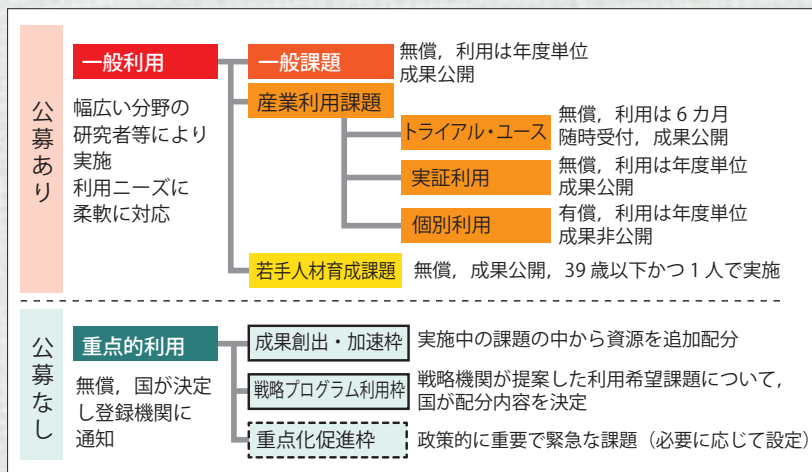 公募あり
一般利用
幅広い分野の
研究者等により
実施
利用ニーズに
柔軟に対応
一般課題
無償，利用は年度単位
成果公開
産業利用課題
トライアル・ユース
無償，利用は 6 カ月
随時受付，成果公開
実証利用
無償，利用は年度単位
成果公開
個別利用
有償，利用は年度単位
成果非公開
若手人材育成課題
無償，成果公開，39 歳以下かつ 1 人で実施
公募なし
重点的利用
無償，国が決定
し登録機関に
通知
成果創出・加速枠
実施中の課題の中から資源を追加配分
戦略プログラム利用枠
戦略機関が提案した利用希望課題について，
国が配分内容を決定
重点化促進枠
政策的に重要で緊急な課題（必要に応じて設定）